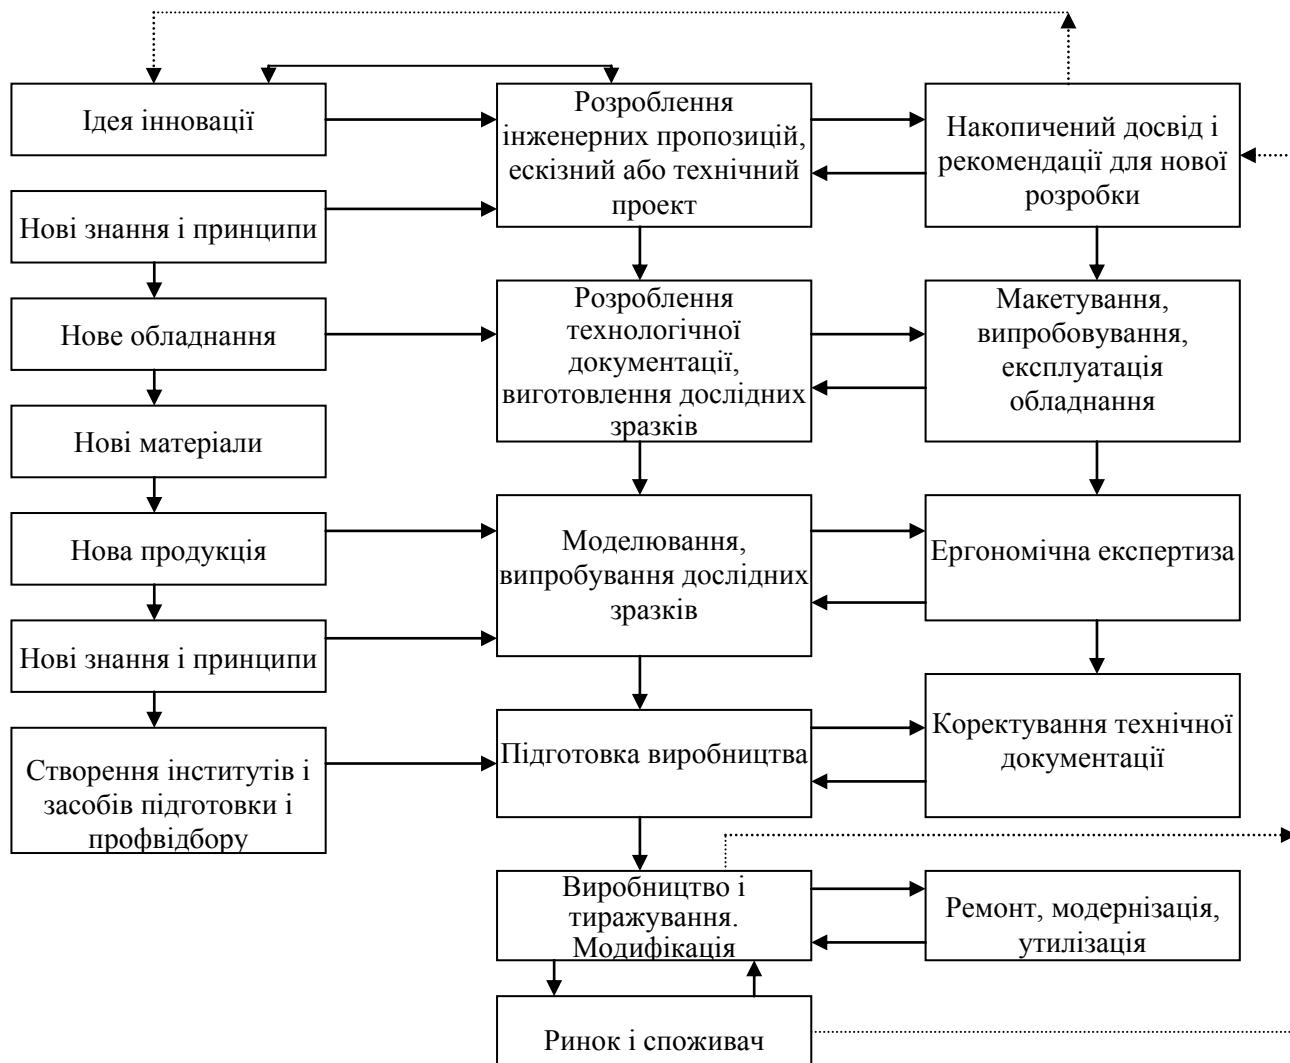 Ідея інновації
Розроблення
інженерних пропозицій,
ескізний або технічний
проект
Накопичений досвід і
рекомендації для нової
розробки
Нові знання і принципи
Нове обладнання
Розроблення
технологічної
документації,
виготовлення дослідних
зразків
Макетування,
випробовування,
експлуатація
обладнання
Нові матеріали
Нова продукція
Моделювання,
випробування дослідних
зразків
Ергономічна експертиза
Нові знання і принципи
Створення інститутів і
засобів підготовки і
профвідбору
Підготовка виробництва
Коректування технічної
документації
Виробництво і
тиражування.
Модифікація
Ремонт, модернізація,
утилізація
Ринок і споживач